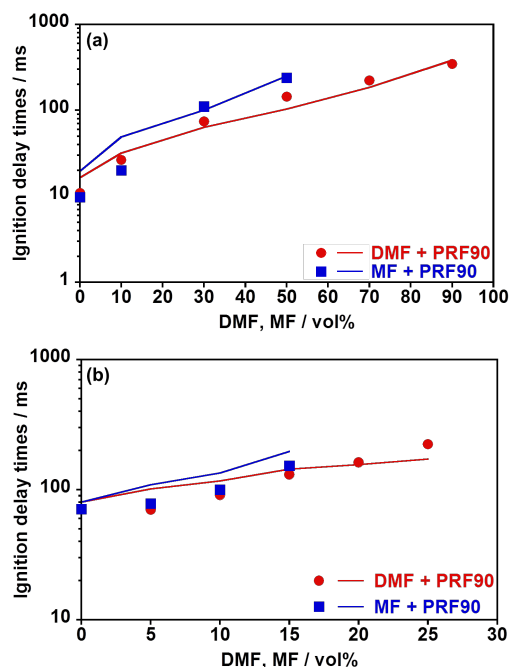 1000
(a)
100
10
1
Ignition delay times / ms
DMF + PRF90
MF + PRF90
0 10 20 30 40 50 60 70 80 90 100
DMF, MF / vol%
1000
(b)
100
10
Ignition delay times / ms
DMF + PRF90
MF + PRF90
0 5 10 15 20 25 30
DMF, MF / vol%